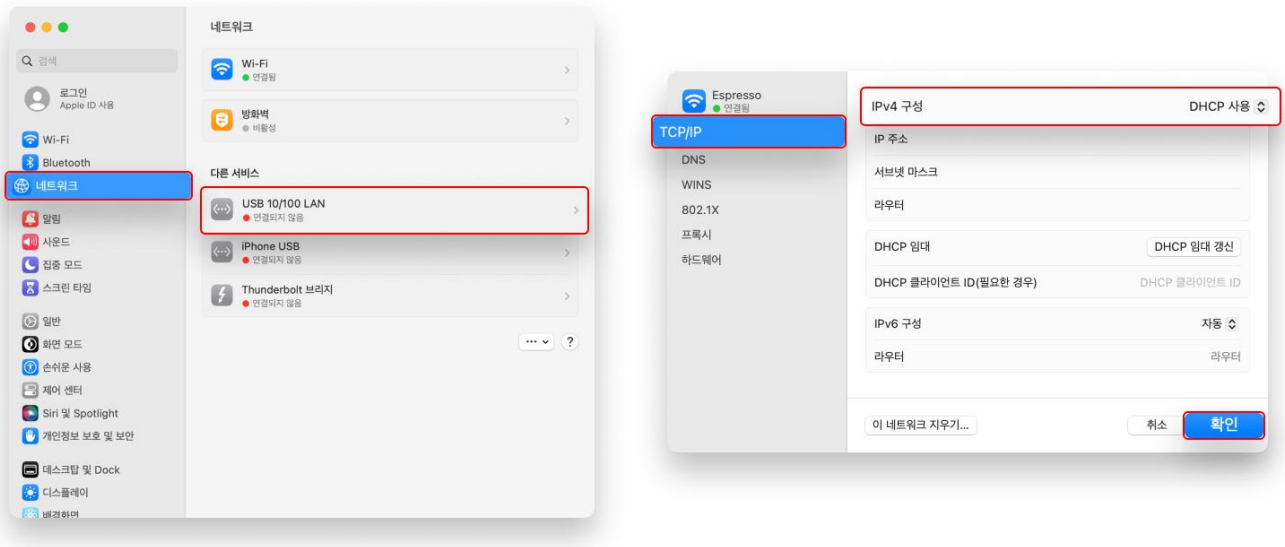 네트워크
검색
로그인
Apple ID 사용
Wi-Fi
Bluetooth
네트워크
알림
사운드
집중 모드
스크린 타임
일반
화면 모드
손쉬운 사용
제어 센터
Siri 및 Spotlight
개인정보 보호 및 보안
데스크탑 및 Dock
디스플레이
배경화면
Wi-Fi
연결됨
방화벽
비활성
다른 서비스
USB 10/100 LAN
연결되지 않음
iPhone USB
연결되지 않음
Thunderbolt 브리지
연결되지 않음
... ?
Espresso
연결됨
TCP/IP
DNS
WINS
802.1X
프록시
하드웨어
IPv4 구성 DHCP 사용
IP 주소
서브넷 마스크
라우터
DHCP 임대 DHCP 임대 갱신
DHCP 클라이언트 ID(필요한 경우) DHCP 클라이언트 ID
IPv6 구성 자동
라우터 라우터
이 네트워크 지우기... 취소 확인